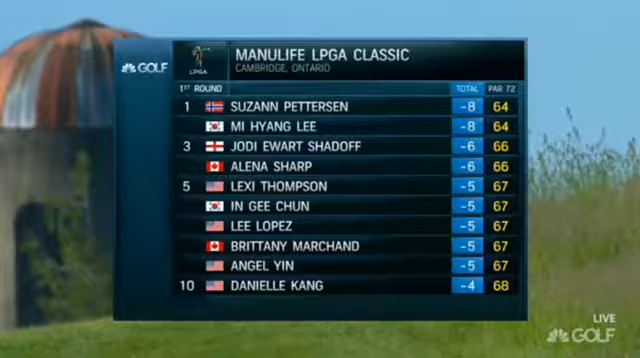 GOLF
LPGA
MANULIFE LPGA CLASSIC
CAMBRIDGE, ONTARIO
1ST ROUND TOTAL PAR 72
1 SUZANN PETTERSEN -8 64
MI HYANG LEE -8 64
3 JODI EWART SHADOFF -6 66
ALENA SHARP -6 66
5 LEXI THOMPSON -5 67
IN GEE CHUN -5 67
LEE LOPEZ -5 67
BRITTANY MARCHAND -5 67
ANGEL YIN -5 67
10 DANIELLE KANG -4 68
LIVE
GOLF